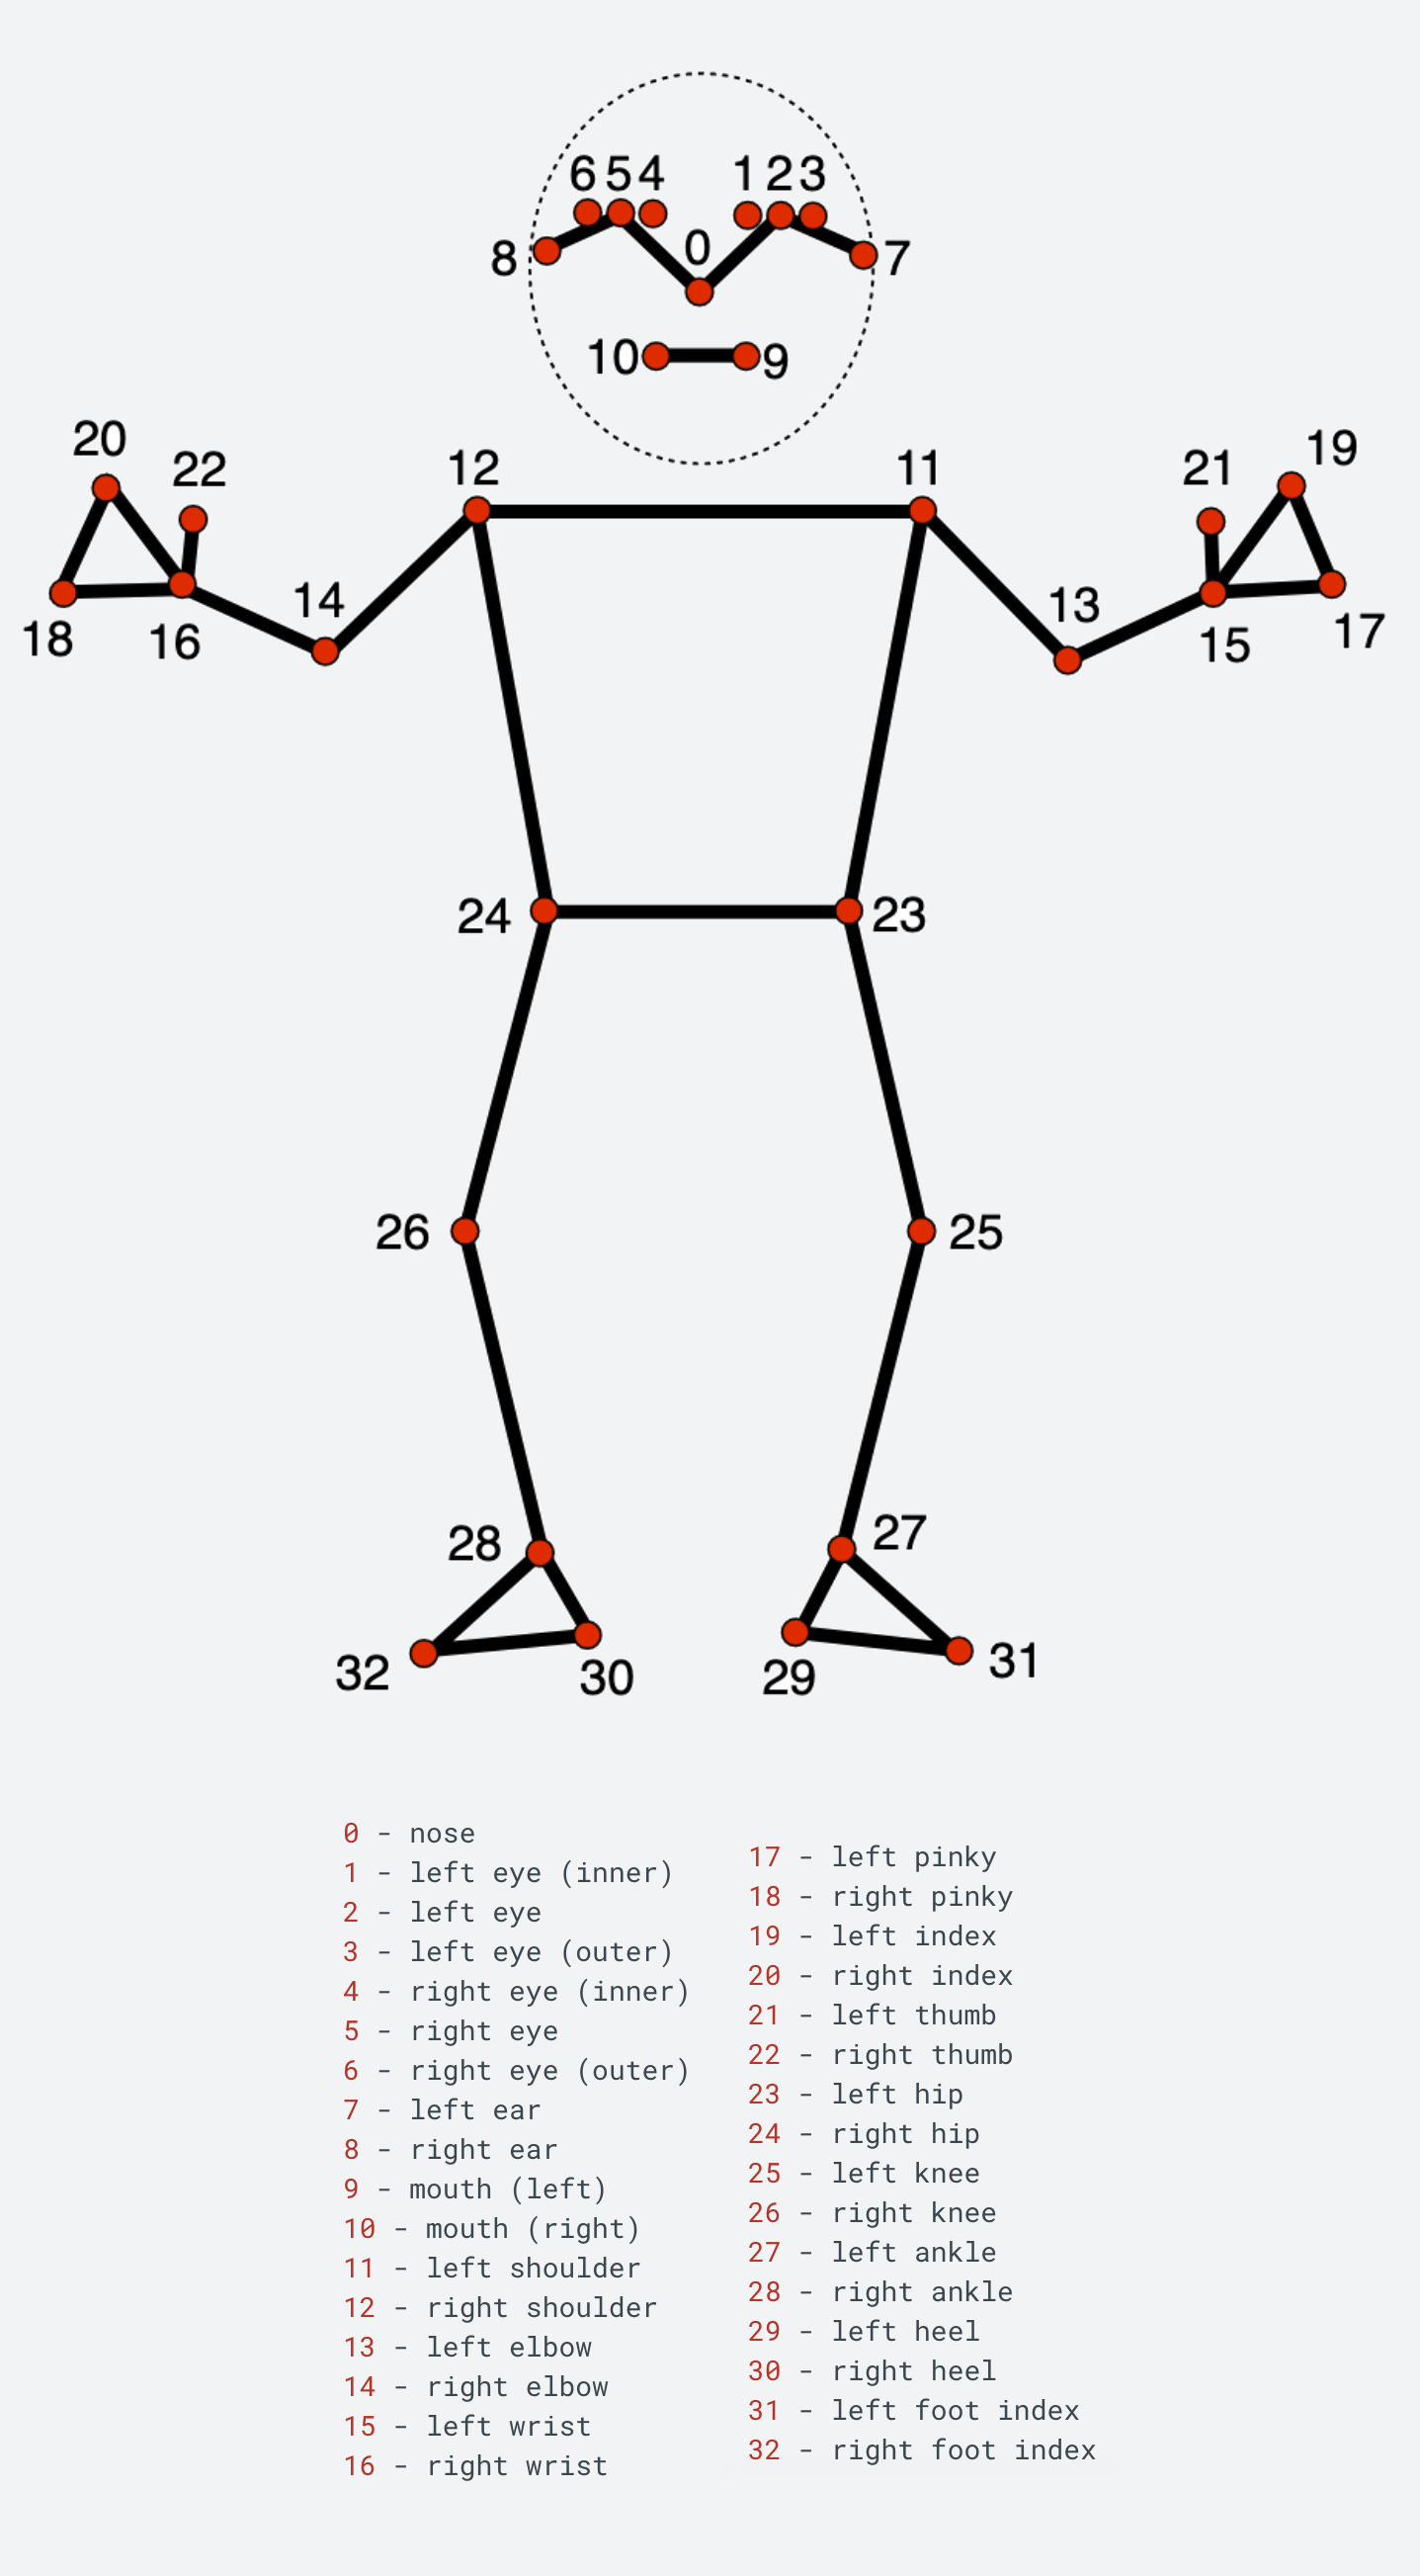 6 5 4 1 2 3
8 0 7
10 9
20 22 12 11 21 19
18 16 14 13 15 17
24 23
26 25
28 27
32 30 29 31
0 - nose
1 - left eye (inner)
2 - left eye
3 - left eye (outer)
4 - right eye (inner)
5 - right eye
6 - right eye (outer)
7 - left ear
8 - right ear
9 - mouth (left)
10 - mouth (right)
11 - left shoulder
12 - right shoulder
13 - left elbow
14 - right elbow
15 - left wrist
16 - right wrist
17 - left pinky
18 - right pinky
19 - left index
20 - right index
21 - left thumb
22 - right thumb
23 - left hip
24 - right hip
25 - left knee
26 - right knee
27 - left ankle
28 - right ankle
29 - left heel
30 - right heel
31 - left foot index
32 - right foot index